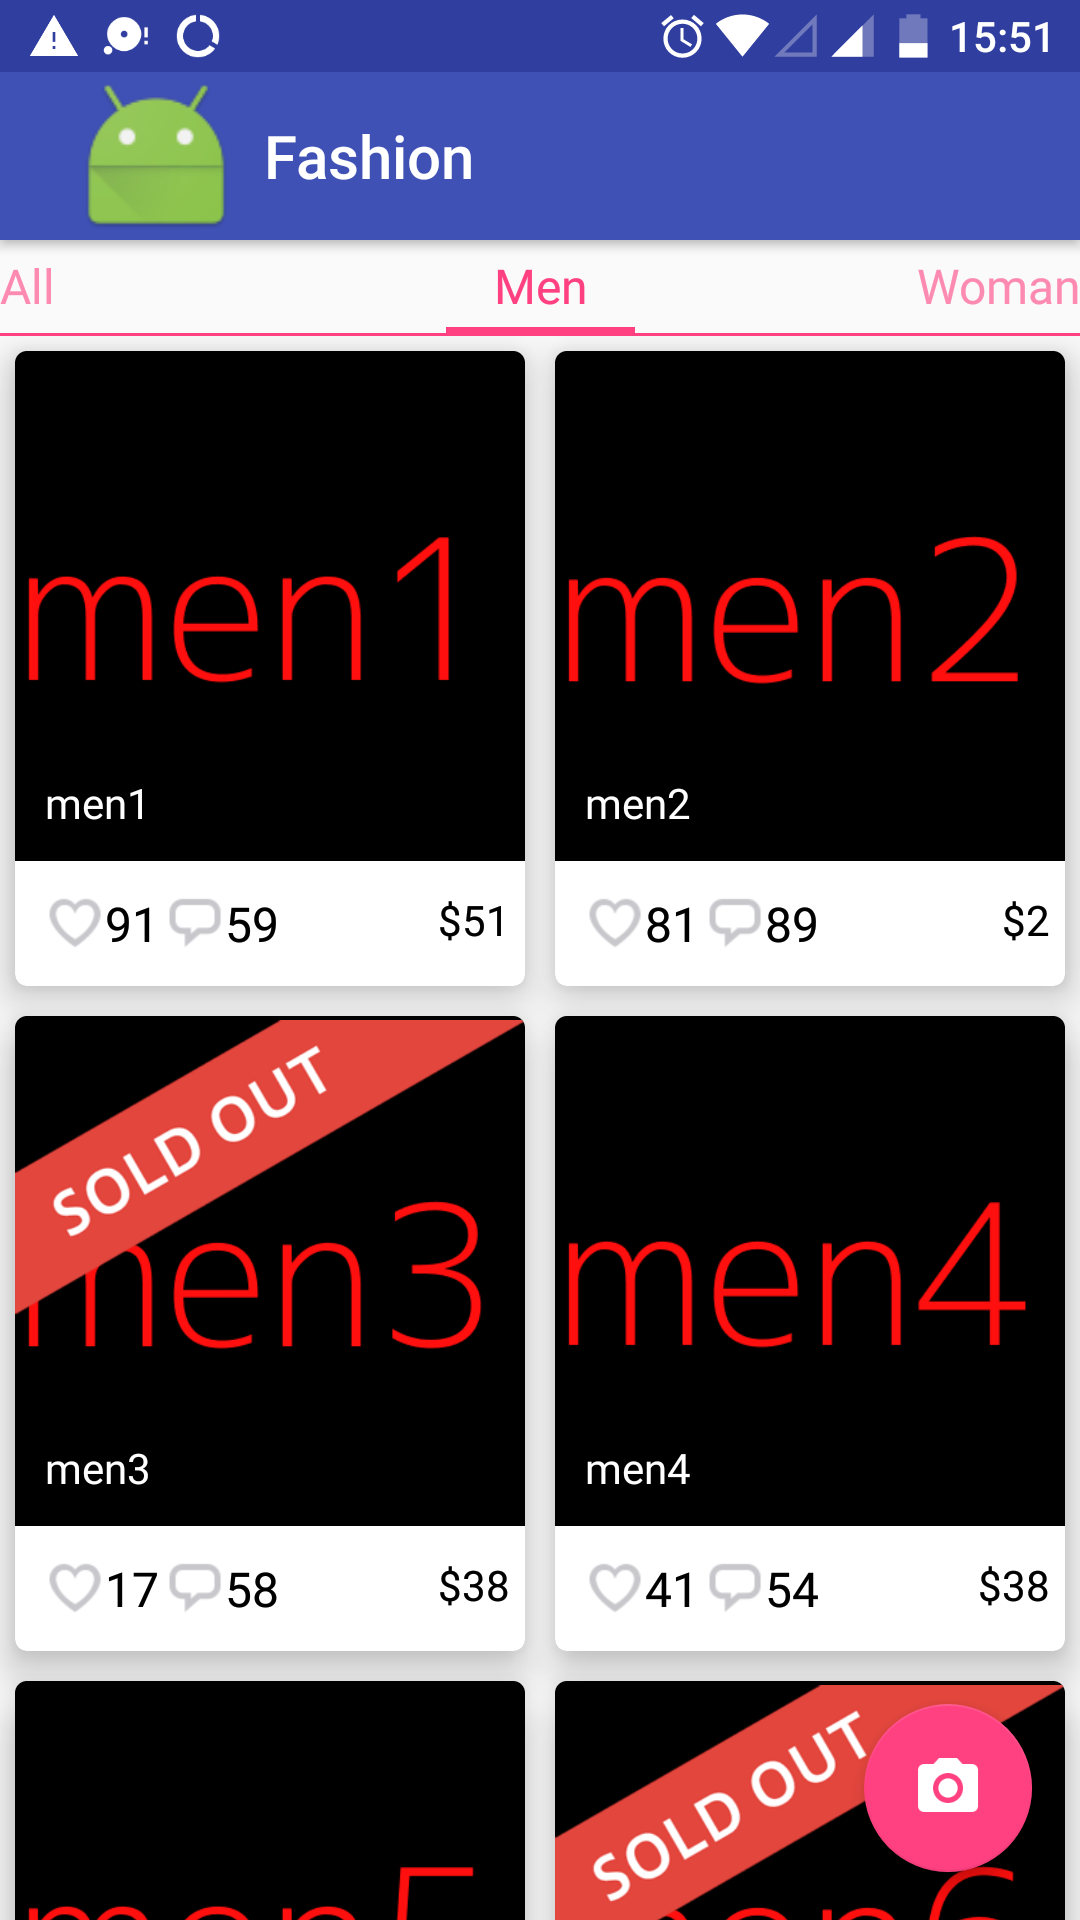 15:51
Fashion
All Men Woman
men1 men2
men1 men2
91 59 $51 81 89 $2
SOLD OUT
men3 men4
men3 men4
17 58 $38 41 54 $38
SOLD OUT
men5